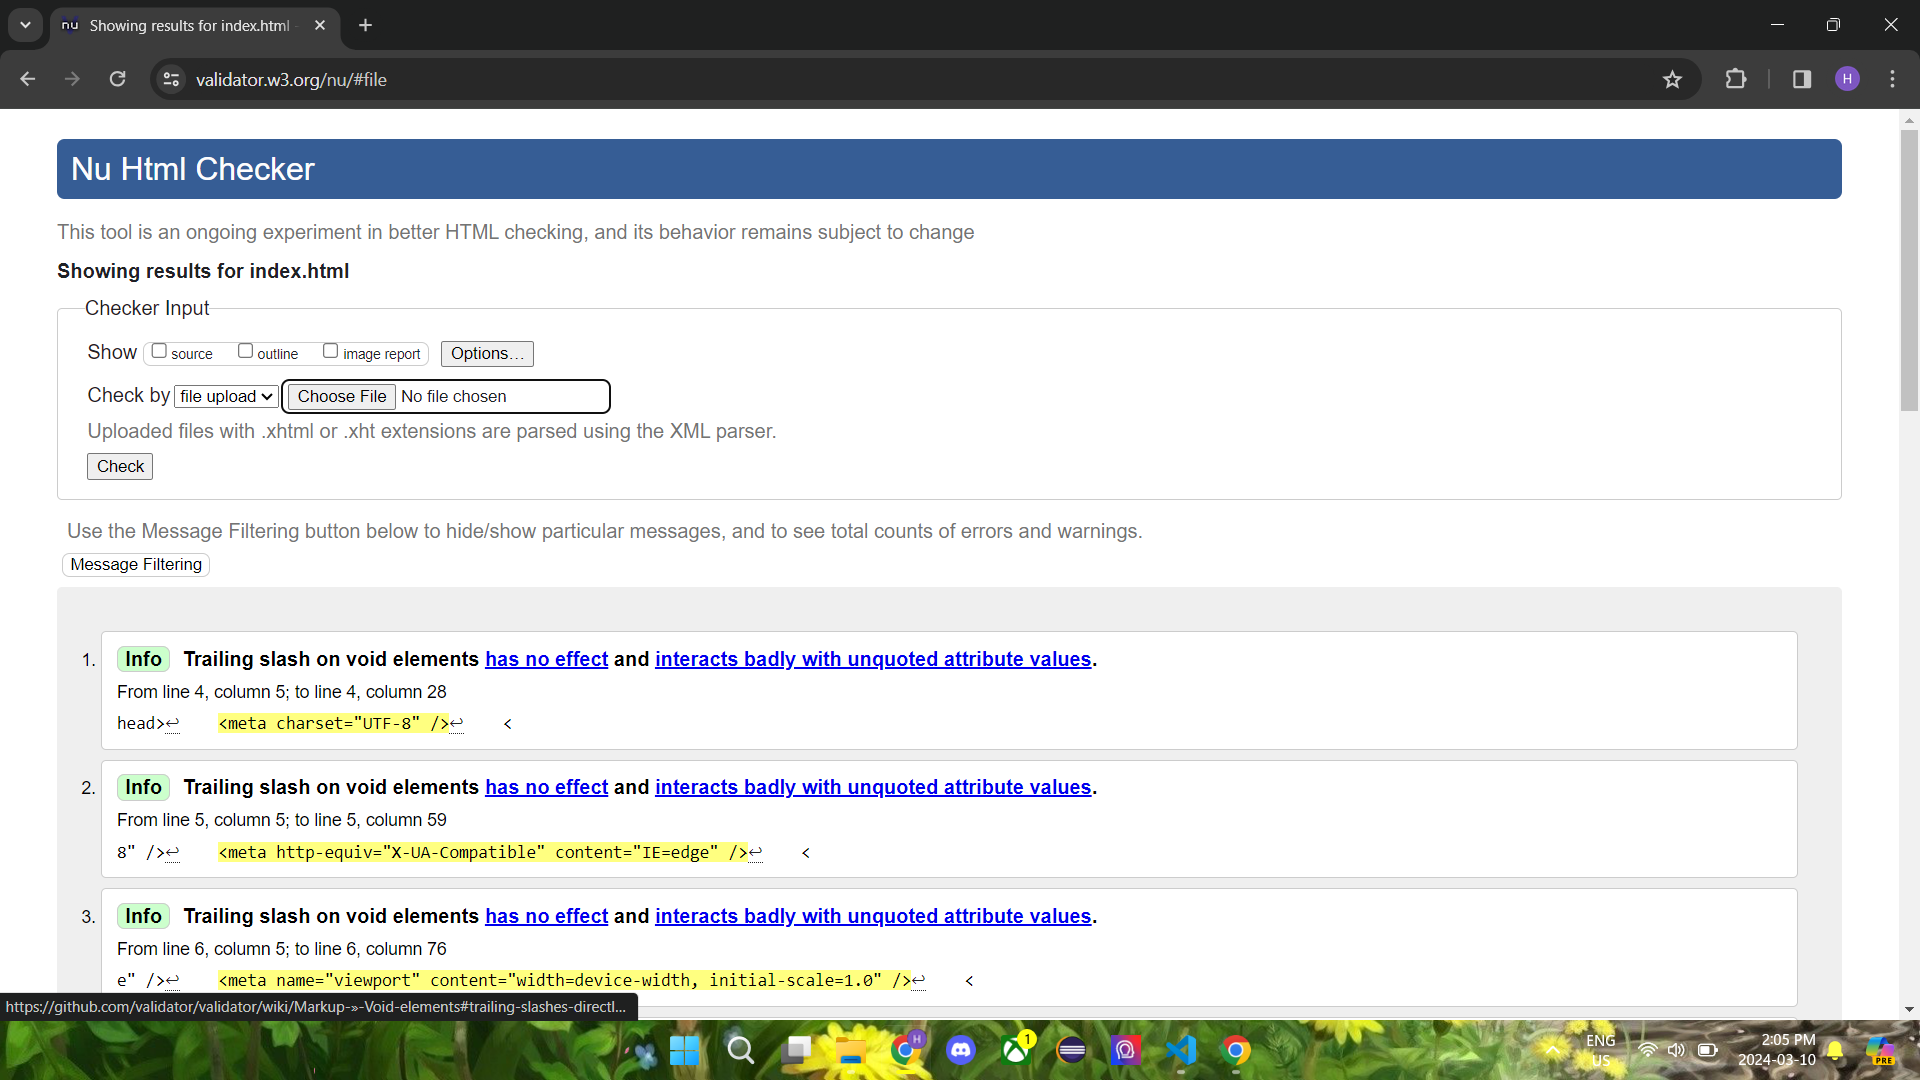 nu Showing results for index.html
validator.w3.org/nu/#file
H
Nu Html Checker
This tool is an ongoing experiment in better HTML checking, and its behavior remains subject to change
Showing results for index.html
Checker Input
Show source outline image report Options...
Check by file upload Choose File No file chosen
Uploaded files with .xhtml or .xht extensions are parsed using the XML parser.
Check
Use the Message Filtering button below to hide/show particular messages, and to see total counts of errors and warnings.
Message Filtering
1. Info Trailing slash on void elements has no effect and interacts badly with unquoted attribute values.
From line 4, column 5; to line 4, column 28
head>↩ <meta charset="UTF-8" />↩ <
2. Info Trailing slash on void elements has no effect and interacts badly with unquoted attribute values.
From line 5, column 5; to line 5, column 59
8" />↩ <meta http-equiv="X-UA-Compatible" content="IE=edge" />↩ <
3. Info Trailing slash on void elements has no effect and interacts badly with unquoted attribute values.
From line 6, column 5; to line 6, column 76
e" />↩ <meta name="viewport" content="width=device-width, initial-scale=1.0" />↩ <
https://github.com/validator/validator/wiki/Markup-»-Void-elements#trailing-slashes-directl...
H
1
ENG
US
2:05 PM
2024-03-10
PRE